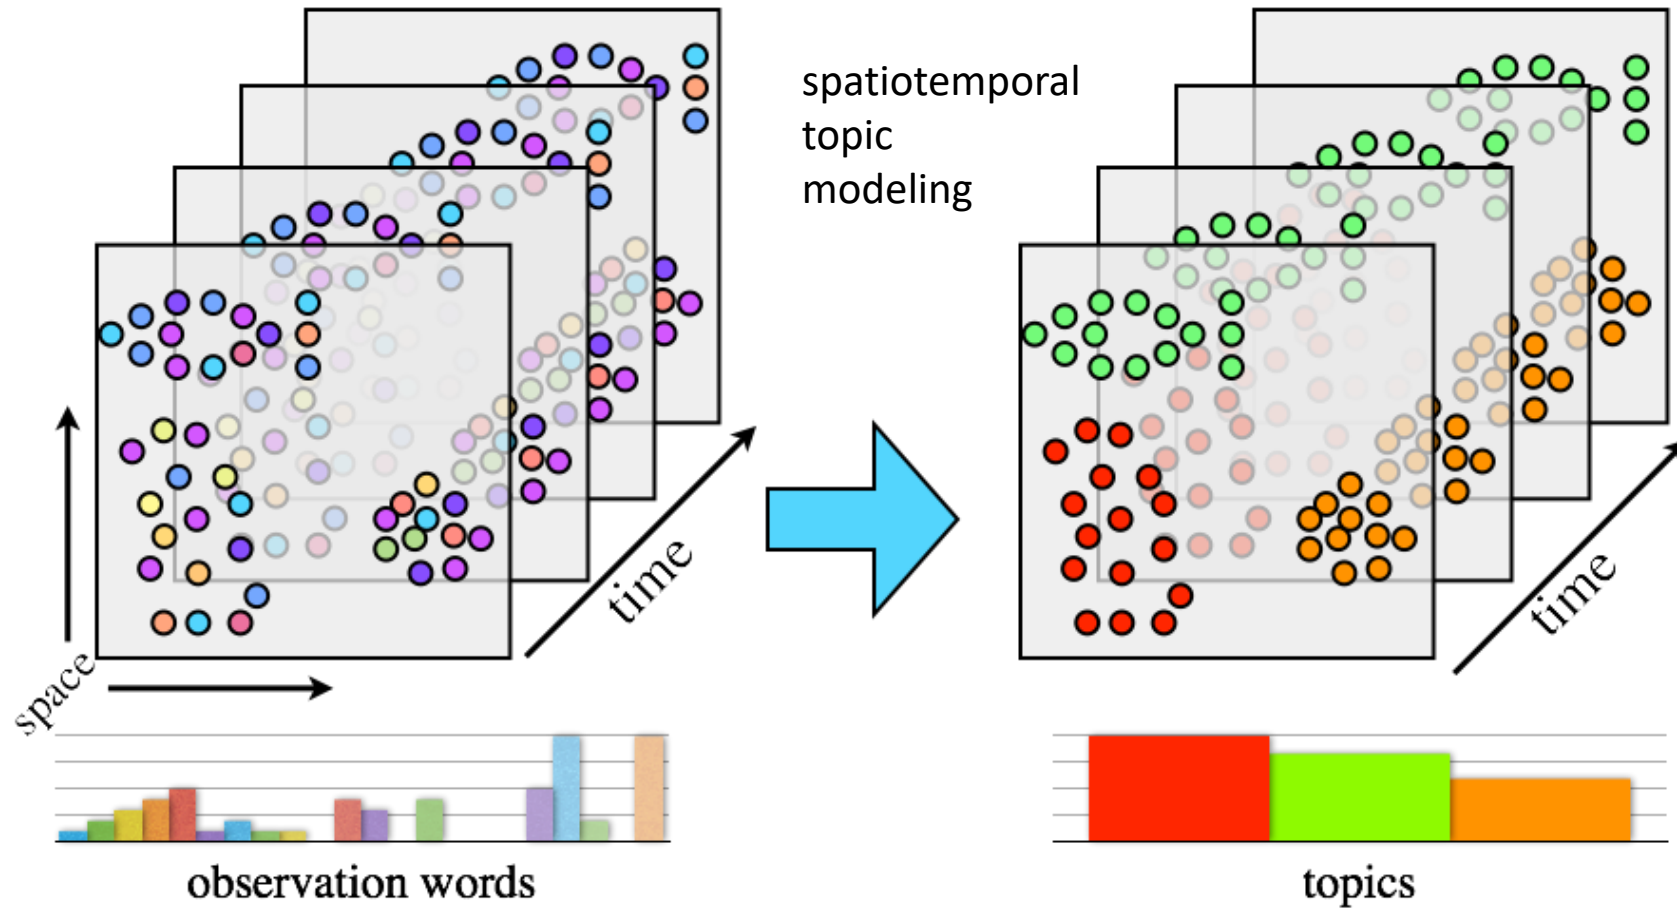 spatiotemporal
topic
modeling
time
space
time
observation words
topics